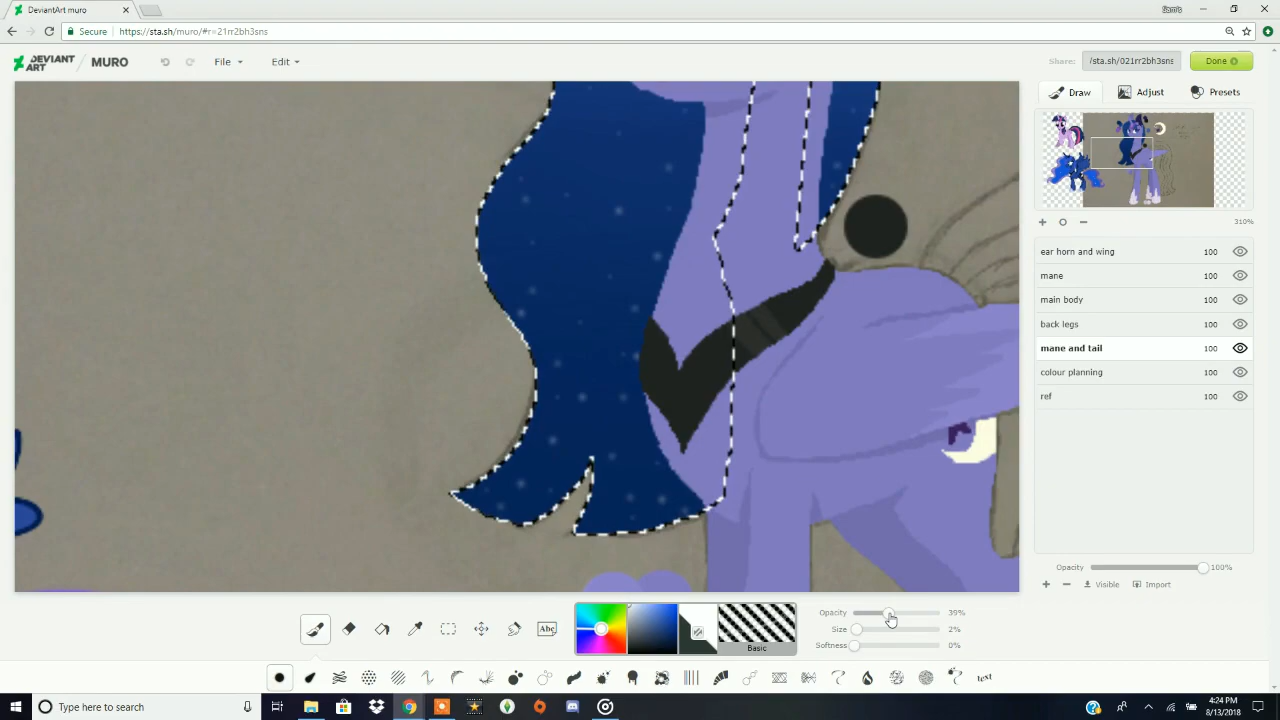 DeviantArt muro
Secure https://sta.sh/muro/#r=21rr2bh3sns
DEVIANT ART / MURO File Edit Share: /sta.sh/021rr2bh3sns Done
Draw Adjust Presets
310%
ear horn and wing 100
mane 100
main body 100
back legs 100
mane and tail 100
colour planning 100
ref 100
Opacity 100%
Visible Import
Opacity 39%
Size 2%
Softness 0%
Abc
Basic
text
Type here to search
4:24 PM
8/13/2018